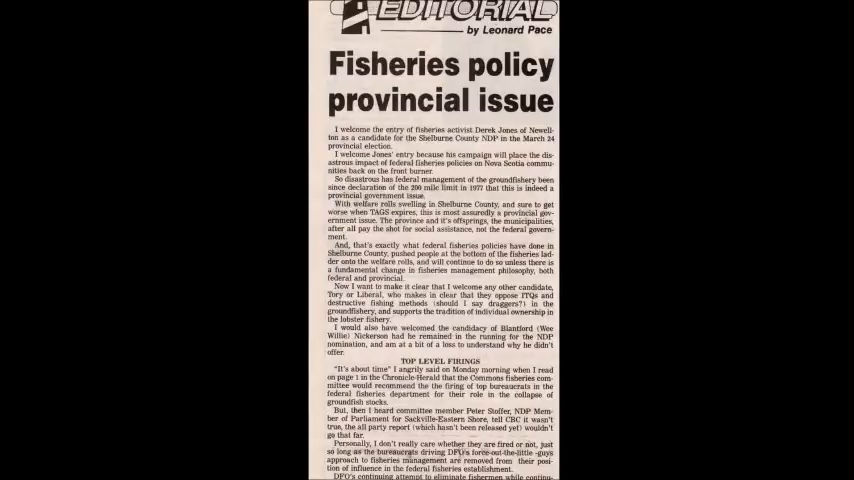 EDITORIAL
by Leonard Pace
Fisheries policy
provincial issue
I welcome the entry of fisheries activist Derek Jones of Newell-
ton as a candidate for the Shelburne County NDP in the March 24
provincial election.
I welcome Jones' entry because his campaign will place the dis-
astrous impact of federal fisheries policies on Nova Scotia commu-
nities back on the front burner.
So disastrous has federal management of the groundfishery been
since declaration of the 200 mile limit in 1977 that this is indeed a
provincial government issue.
With welfare rolls swelling in Shelburne County, and sure to get
worse when TAGS expires, this is most assuredly a provincial gov-
ernment issue. The province and it's offsprings, the municipalities,
after all pay the shot for social assistance, not the federal govern-
ment.
And, that's exactly what federal fisheries policies have done in
Shelburne County, pushed people at the bottom of the fisheries lad-
der onto the welfare rolls, and will continue to do so unless there is
a fundamental change in fisheries management philosophy, both
federal and provincial.
Now I want to make it clear that I welcome any other candidate,
Tory or Liberal, who makes in clear that they oppose ITQs and
destructive fishing methods (should I say draggers?) in the
groundfishery, and supports the tradition of individual ownership in
the lobster fishery.
I would also have welcomed the candidacy of Blantford (Wee
Willie) Nickerson had he remained in the running for the NDP
nomination, and am at a bit of a loss to understand why he didn't
offer.
TOP LEVEL FIRINGS
"It's about time" I angrily said on Monday morning when I read
on page 1 in the Chronicle-Herald that the Commons fisheries com-
mittee would recommend the the firing of top bureaucrats in the
federal fisheries department for their role in the collapse of
groundfish stocks.
But, then I heard committee member Peter Stoffer, NDP Mem-
ber of Parliament for Sackville-Eastern Shore, tell CBC it wasn't
true, the all party report (which hasn't been released yet) wouldn't
go that far.
Personally, I don't really care whether they are fired or not, just
so long as the bureaucrats driving DFO's force-out-the-little -guys
approach to fisheries management are removed from their posi-
tion of influence in the federal fisheries establishment.
DFO's continuing attempt to eliminate fishermen while continu-